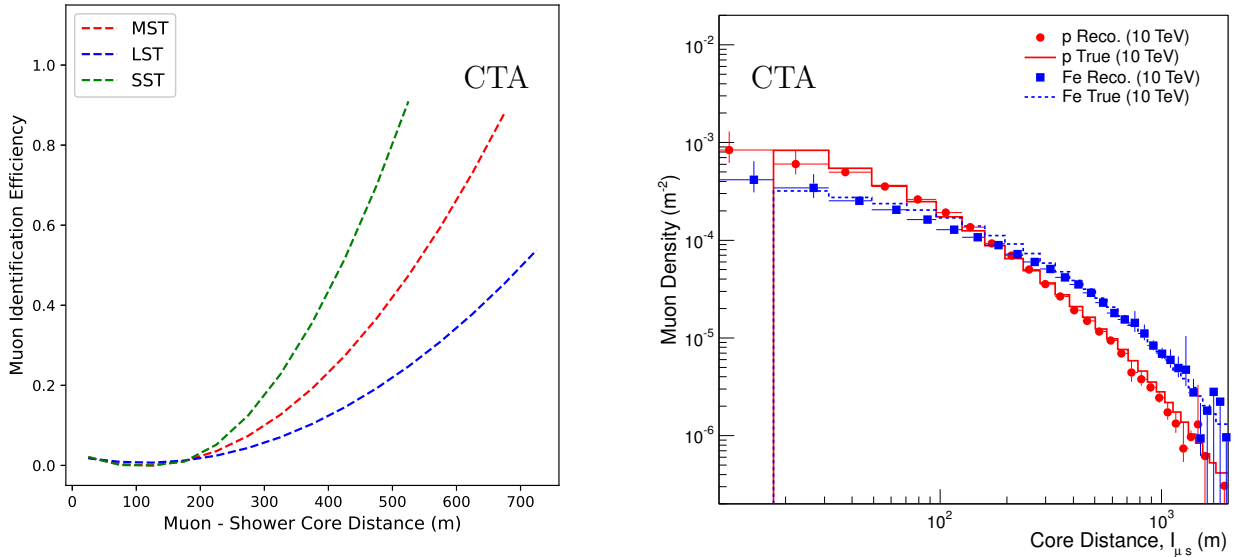 MST
LST
SST
CTA
1.0
0.8
0.6
0.4
0.2
0.0
Muon Identification Efficiency
0 100 200 300 400 500 600 700
Muon - Shower Core Distance (m)
p Reco. (10 TeV)
p True (10 TeV)
Fe Reco. (10 TeV)
Fe True (10 TeV)
CTA
10⁻²
10⁻³
10⁻⁴
10⁻⁵
10⁻⁶
Muon Density (m⁻²)
10² 10³
Core Distance, I_μ s (m)